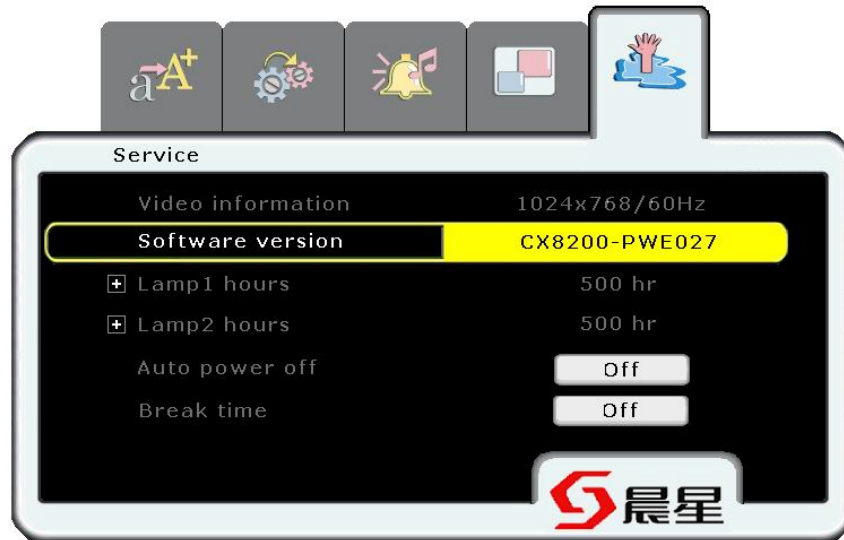 aA+
Service
Video information 1024x768/60Hz
Software version CX8200-PWE027
Lamp1 hours 500 hr
Lamp2 hours 500 hr
Auto power off Off
Break time Off
晨星